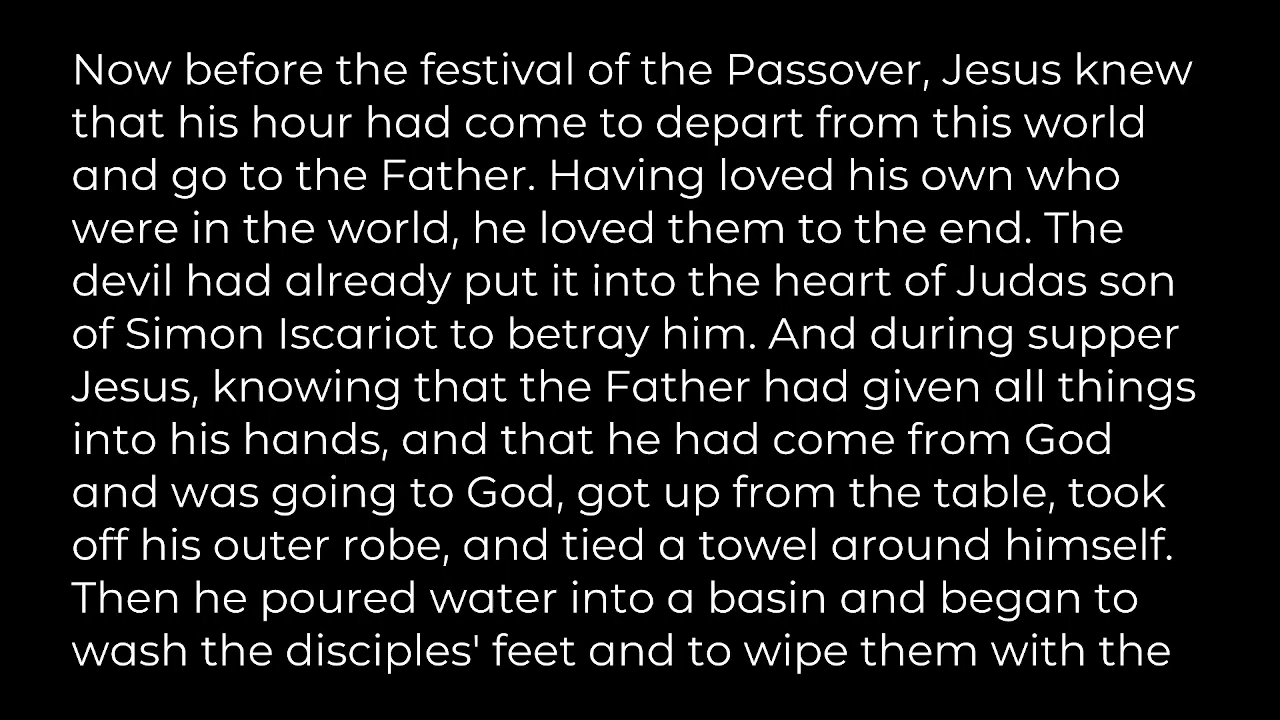 Now before the festival of the Passover, Jesus knew
that his hour had come to depart from this world
and go to the Father. Having loved his own who
were in the world, he loved them to the end. The
devil had already put it into the heart of Judas son
of Simon Iscariot to betray him. And during supper
Jesus, knowing that the Father had given all things
into his hands, and that he had come from God
and was going to God, got up from the table, took
off his outer robe, and tied a towel around himself.
Then he poured water into a basin and began to
wash the disciples' feet and to wipe them with the